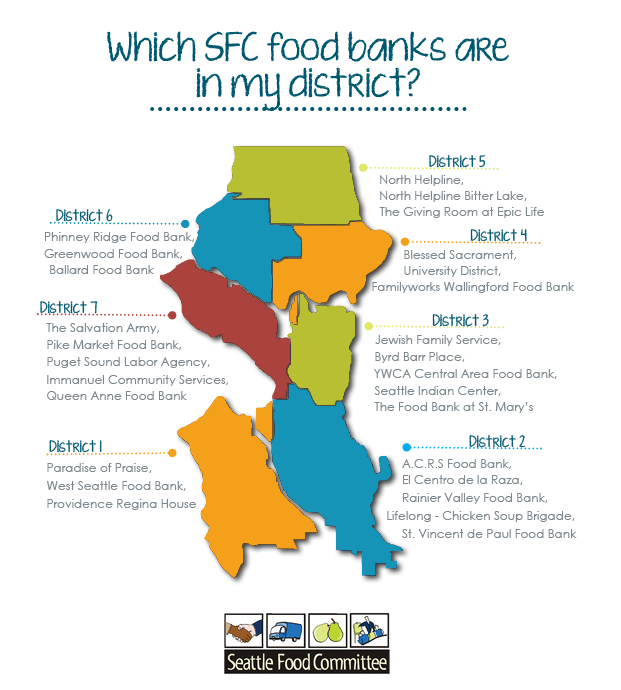 Which SFC food banks are
in my district?
District 5
North Helpline,
North Helpline Bitter Lake,
The Giving Room at Epic Life
District 6
Phinney Ridge Food Bank,
Greenwood Food Bank,
Ballard Food Bank
District 4
Blessed Sacrament,
University District,
Familyworks Wallingford Food Bank
District 7
The Salvation Army,
Pike Market Food Bank,
Puget Sound Labor Agency,
Immanuel Community Services,
Queen Anne Food Bank
District 3
Jewish Family Service,
Byrd Barr Place,
YWCA Central Area Food Bank,
Seattle Indian Center,
The Food Bank at St. Mary's
District 1
Paradise of Praise,
West Seattle Food Bank,
Providence Regina House
District 2
A.C.R.S Food Bank,
El Centro de la Raza,
Rainier Valley Food Bank,
Lifelong - Chicken Soup Brigade,
St. Vincent de Paul Food Bank
Seattle Food Committee